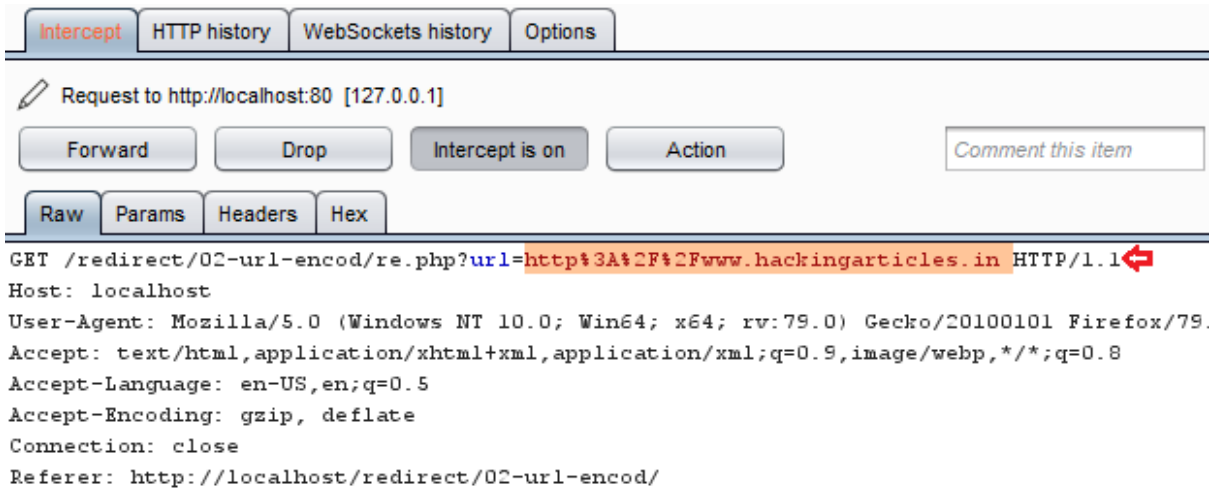 Intercept HTTP history WebSockets history Options
Request to http://localhost:80 [127.0.0.1]
Forward Drop Intercept is on Action Comment this item
Raw Params Headers Hex
GET /redirect/02-url-encod/re.php?url=http%3A%2F%2Fwww.hackingarticles.in HTTP/1.1
Host: localhost
User-Agent: Mozilla/5.0 (Windows NT 10.0; Win64; x64; rv:79.0) Gecko/20100101 Firefox/79.
Accept: text/html,application/xhtml+xml,application/xml;q=0.9,image/webp,*/*;q=0.8
Accept-Language: en-US,en;q=0.5
Accept-Encoding: gzip, deflate
Connection: close
Referer: http://localhost/redirect/02-url-encod/